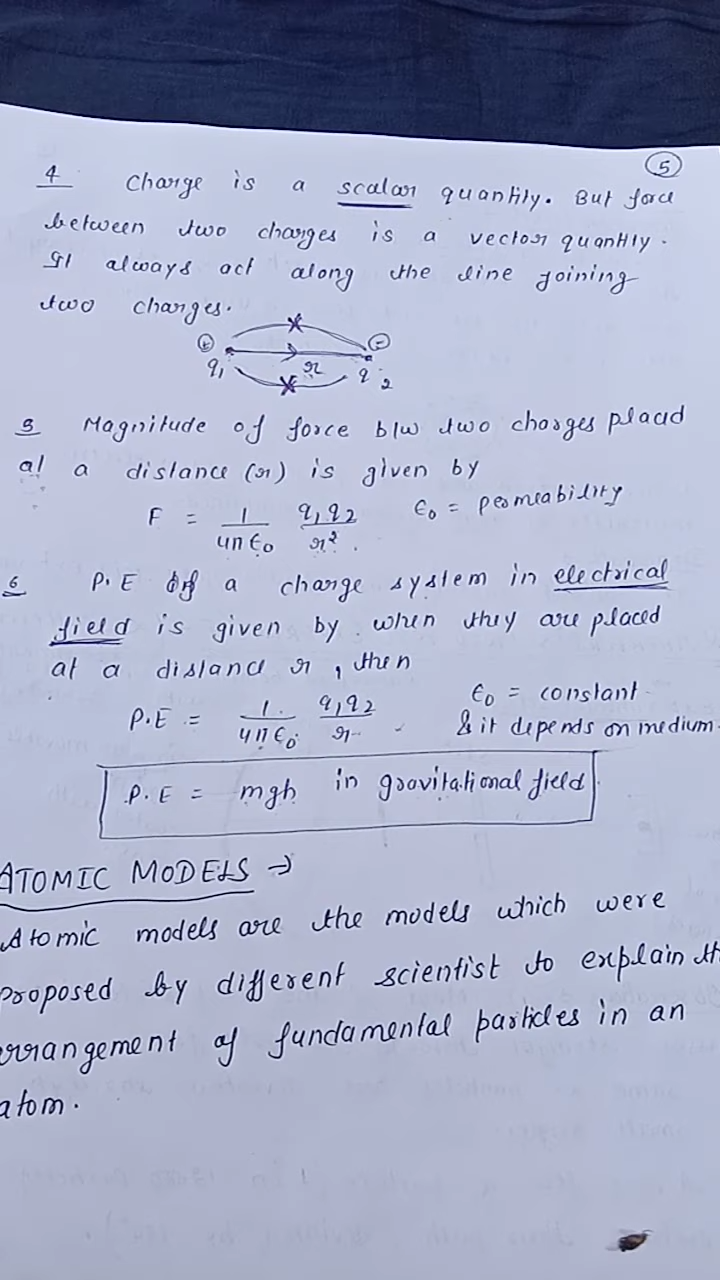 5
4 Charge is a scalar quantity. But force
between two charges is a vector quantity.
It always act along the line joining
two charges.
+ -
q1 r q2
5 Magnitude of force b/w two charges placed
at a distance (r) is given by
F = 1/4πϵ0 q1q2/r². ϵ0 = permeability
6 P.E of a charge system in electrical
field is given by when they are placed
at a distance r, then
P.E = 1/4πϵ0 q1q2/r ϵ0 = constant
& it depends on medium.
P.E = mgh in gravitational field
ATOMIC MODELS →
Atomic models are the models which were
proposed by different scientist to explain th
arrangement of fundamental particles in an
atom.